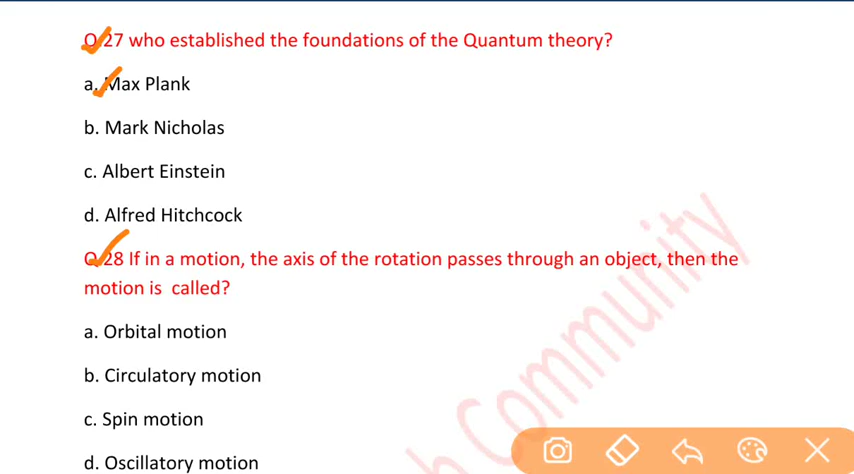 Q.27 who established the foundations of the Quantum theory?
a. Max Plank
b. Mark Nicholas
c. Albert Einstein
d. Alfred Hitchcock
Q.28 If in a motion, the axis of the rotation passes through an object, then the
motion is called?
a. Orbital motion
b. Circulatory motion
c. Spin motion
d. Oscillatory motion
Community